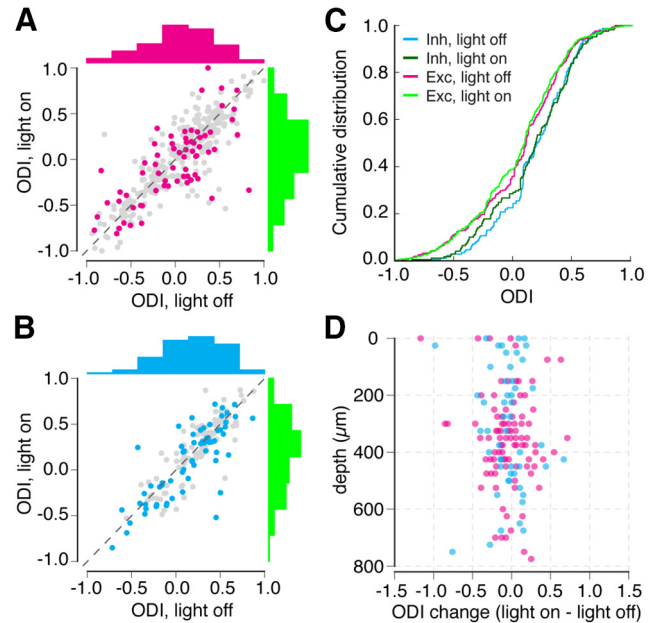 A
ODI, light on
1.0
0.5
0.0
-0.5
-1.0
-1.0 -0.5 0.0 0.5 1.0
ODI, light off
B
ODI, light on
1.0
0.5
0.0
-0.5
-1.0
-1.0 -0.5 0.0 0.5 1.0
ODI, light off
C
Cumulative distribution
1.0
0.8
0.6
0.4
0.2
0.0
Inh, light off
Inh, light on
Exc, light off
Exc, light on
-1.0 -0.5 0.0 0.5 1.0
ODI
D
depth (μm)
0
200
400
600
800
-1.5 -1.0 -0.5 0.0 0.5 1.0 1.5
ODI change (light on - light off)